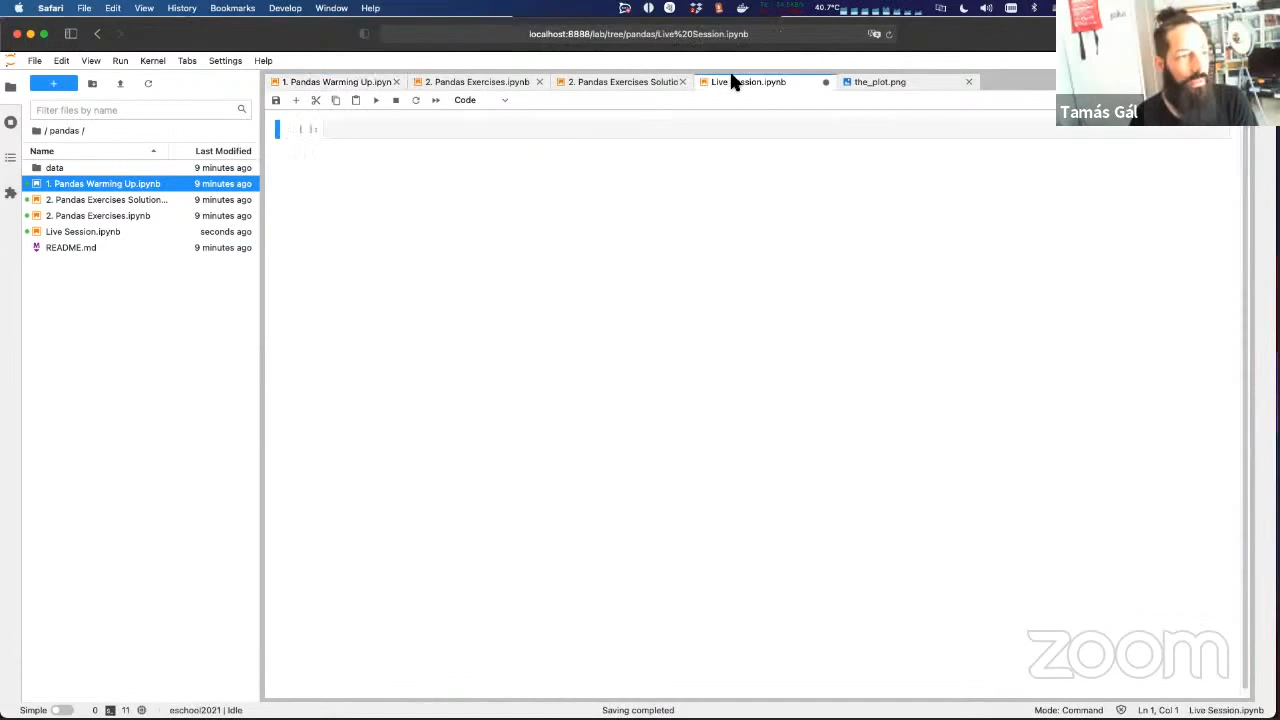 Safari File Edit View History Bookmarks Develop Window Help 40.7°C
localhost:8888/lab/tree/pandas/Live%20Session.ipynb
File Edit View Run Kernel Tabs Settings Help
1. Pandas Warming Up.ipyn
2. Pandas Exercises.ipynb
2. Pandas Exercises Solutio
Live Session.ipynb
the_plot.png
Code
Filter files by name
/ pandas /
Name Last Modified
data 9 minutes ago
1. Pandas Warming Up.ipynb 9 minutes ago
2. Pandas Exercises Solution... 9 minutes ago
2. Pandas Exercises.ipynb 9 minutes ago
Live Session.ipynb seconds ago
README.md 9 minutes ago
[ ]:
Tamás Gál
zoom
Simple 0 11 eschool2021 | Idle Saving completed Mode: Command Ln 1, Col 1 Live Session.ipynb